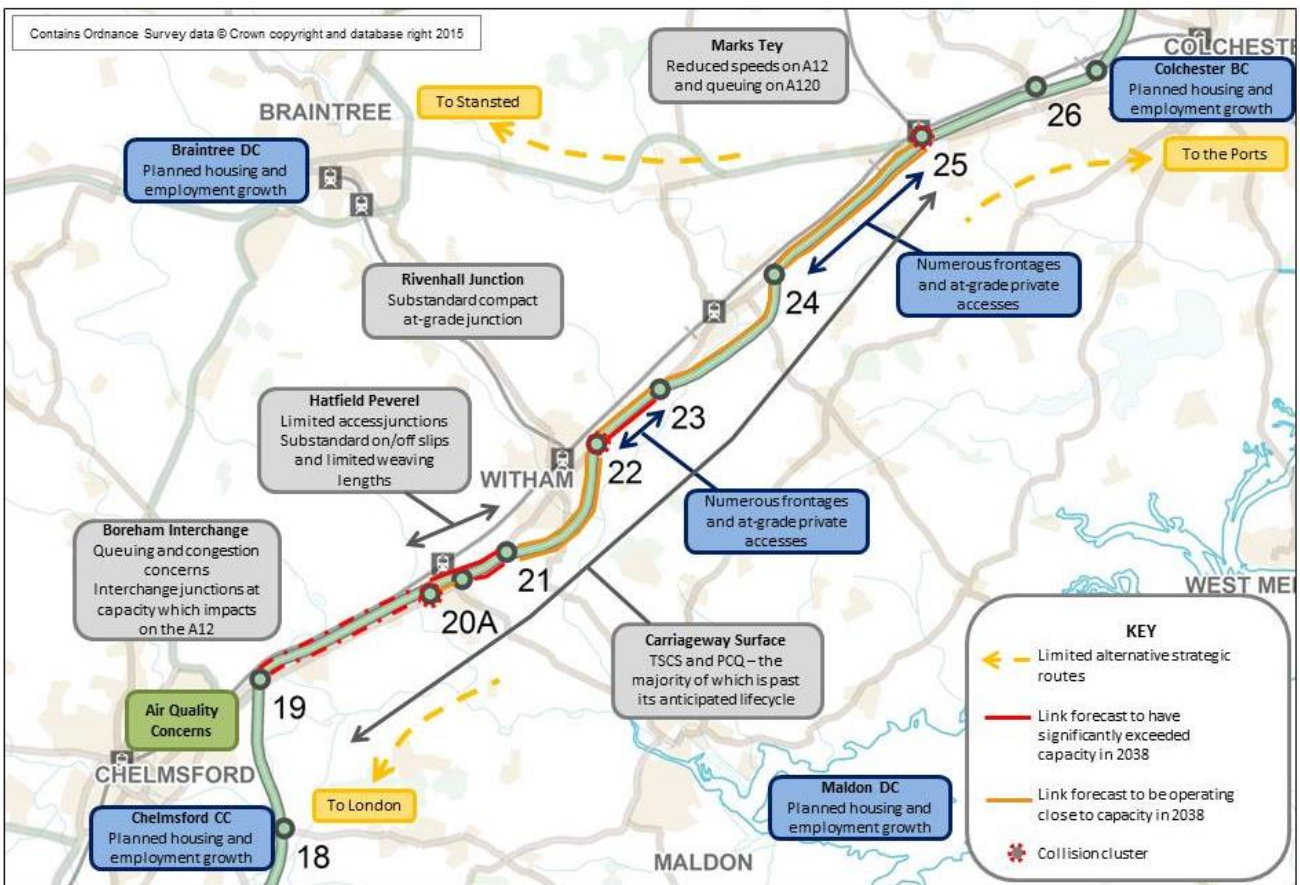 Contains Ordnance Survey data © Crown copyright and database right 2015
Marks Tey
Reduced speeds on A12
and queuing on A120
COLCHESTE
Colchester BC
Planned housing and
employment growth
BRAINTREE
To Stansted
26
Braintree DC
Planned housing and
employment growth
25
To the Ports
Rivenhall Junction
Substandard compact
at-grade junction
Numerous frontages
and at-grade private
accesses
24
Hatfield Peverel
Limited access junctions
Substandard on/off slips
and limited weaving
lengths
23
22
WITHAM
Numerous frontages
and at-grade private
accesses
Boreham Interchange
Queuing and congestion
concerns
Interchange junctions at
capacity which impacts
on the A12
21
20A
WEST MEI
Carriageway Surface
TSCS and PCQ – the
majority of which is past
its anticipated lifecycle
19
Air Quality
Concerns
CHELMSFORD
To London
Chelmsford CC
Planned housing and
employment growth
18
Maldon DC
Planned housing and
employment growth
MALDON
KEY
Limited alternative strategic
routes
Link forecast to have
significantly exceeded
capacity in 2038
Link forecast to be operating
close to capacity in 2038
Collision cluster